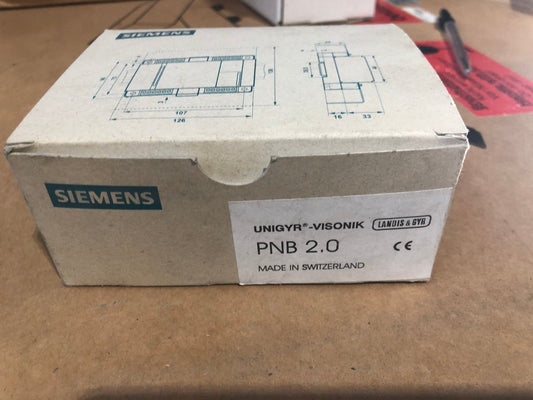 SIEMENS
107
126
16
33
SIEMENS
UNIGYR®-VISONIK
LANDIS & GYR
PNB 2.0
CE
MADE IN SWITZERLAND